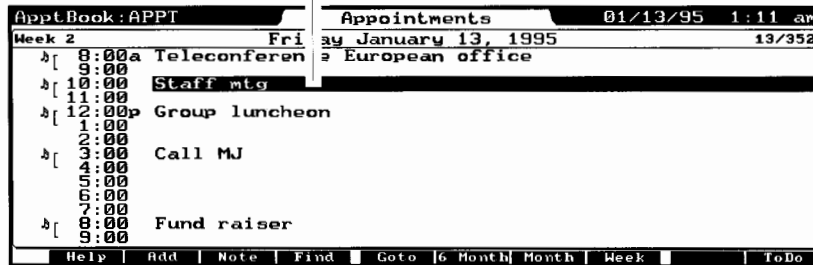 Appt.Book:APPT Appointments 01/13/95 1:11 am
Week 2 Friday January 13, 1995 13/352
8:00a Teleconference European office
9:00
10:00 Staff mtg
11:00
12:00p Group luncheon
1:00
2:00
3:00 Call MJ
4:00
5:00
6:00
7:00
8:00 Fund raiser
9:00
Help Add Note Find Goto 6 Month Month Week ToDo